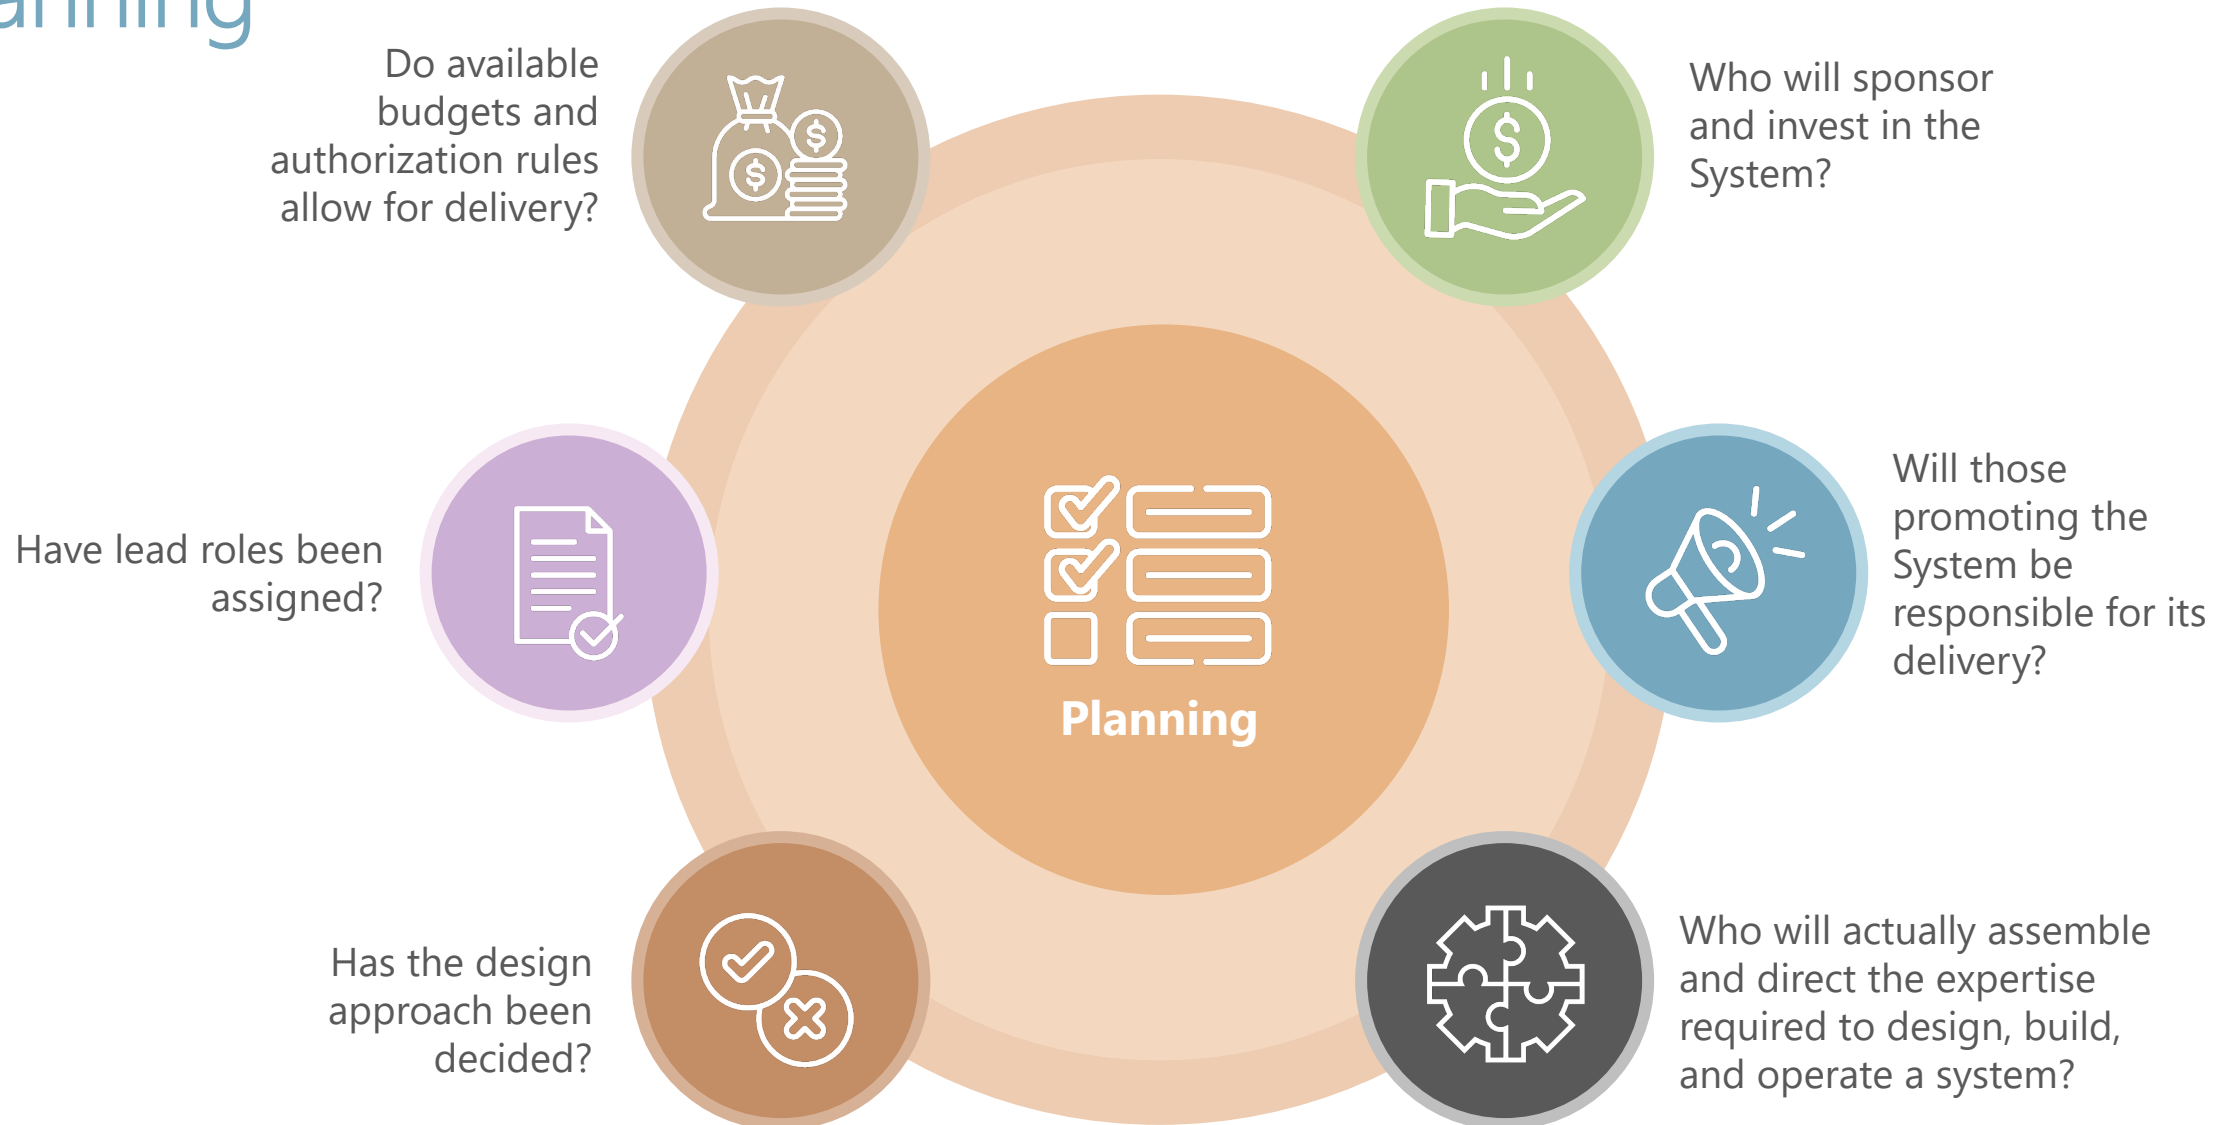 anning
Do available
budgets and
authorization rules
allow for delivery?
Who will sponsor
and invest in the
System?
Have lead roles been
assigned?
Planning
Will those
promoting the
System be
responsible for its
delivery?
Has the design
approach been
decided?
Who will actually assemble
and direct the expertise
required to design, build,
and operate a system?